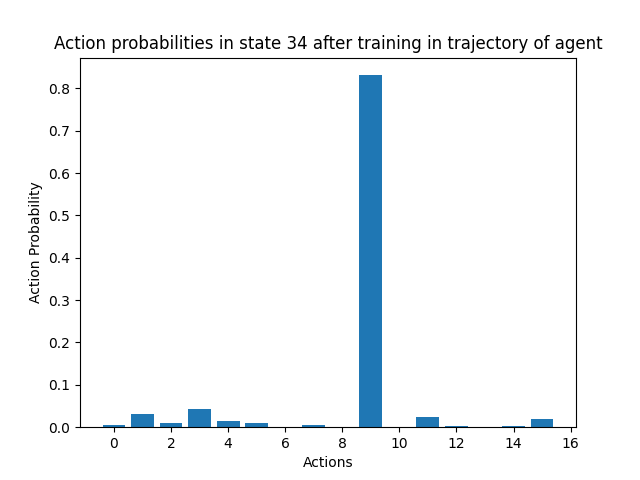 Action probabilities in state 34 after training in trajectory of agent
0.8
0.7
0.6
0.5
0.4
0.3
0.2
0.1
0.0
Action Probability
0 2 4 6 8 10 12 14 16
Actions